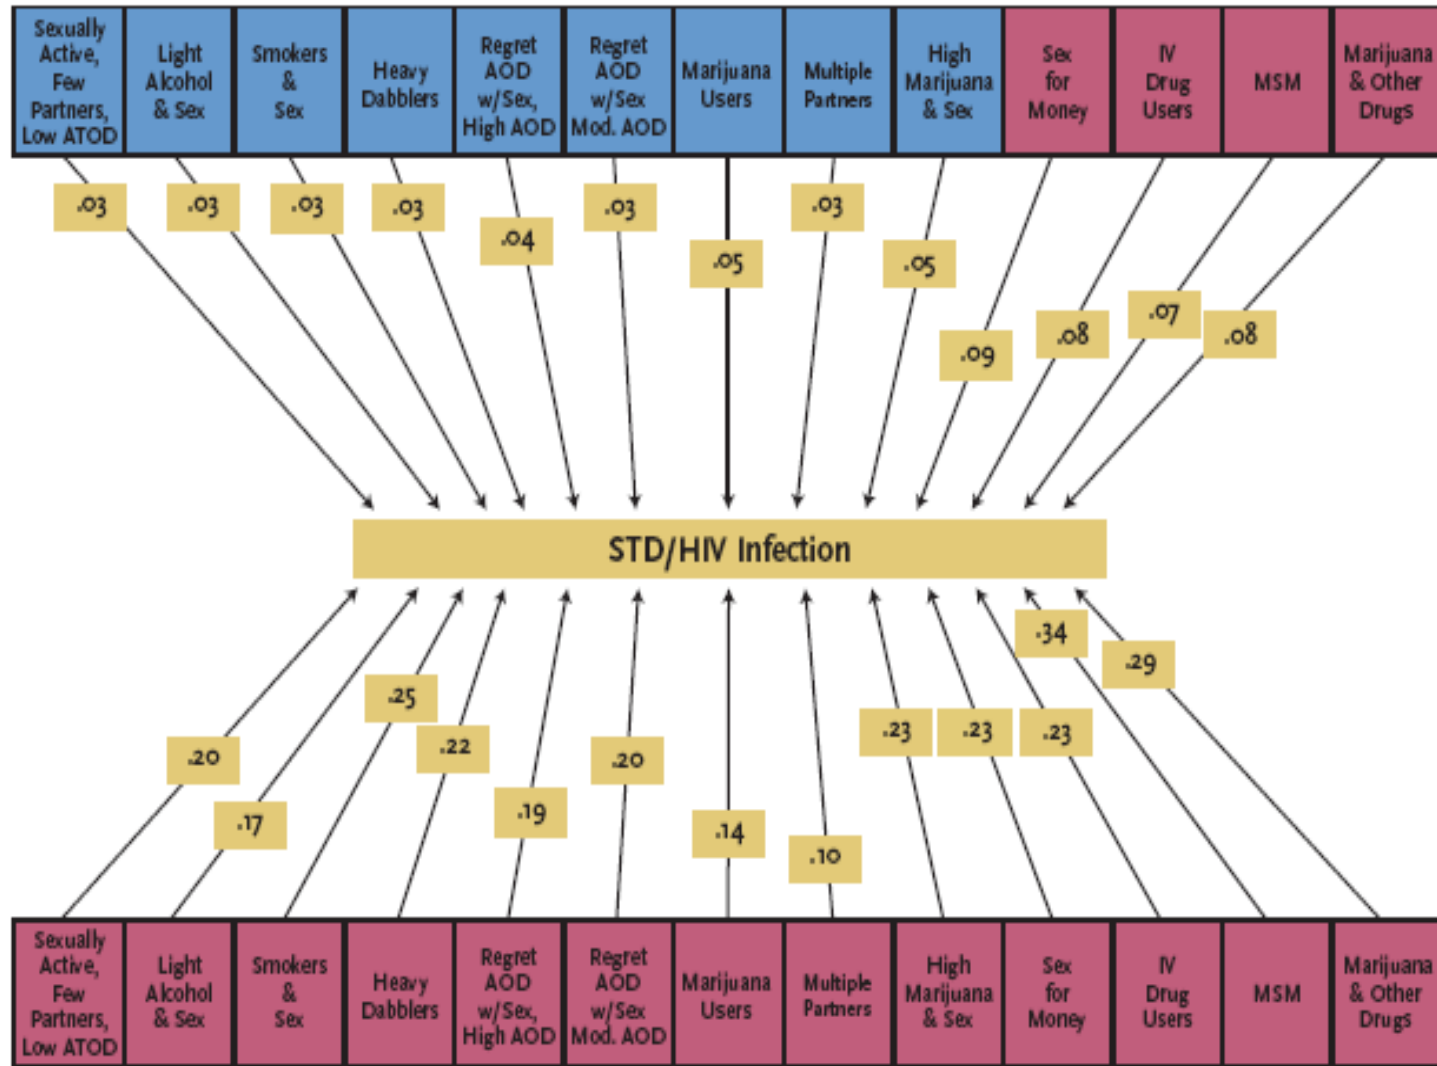 Sexually
Active,
Few
Partners,
Low ATOD
Light
Alcohol
& Sex
Smokers
&
Sex
Heavy
Dabblers
Regret
AOD
w/Sex,
High AOD
Regret
AOD
w/Sex
Mod. AOD
Marijuana
Users
Multiple
Partners
High
Marijuana
& Sex
Sex
for
Money
IV
Drug
Users
MSM
Marijuana
& Other
Drugs
.03
.03
.03
.03
.04
.03
.05
.03
.05
.09
.08
.07
.08
STD/HIV Infection
.20
.17
.25
.22
.19
.20
.14
.10
.23
.23
.23
.34
.29
Sexually
Active,
Few
Partners,
Low ATOD
Light
Alcohol
& Sex
Smokers
&
Sex
Heavy
Dabblers
Regret
AOD
w/Sex,
High AOD
Regret
AOD
w/Sex
Mod. AOD
Marijuana
Users
Multiple
Partners
High
Marijuana
& Sex
Sex
for
Money
IV
Drug
Users
MSM
Marijuana
& Other
Drugs